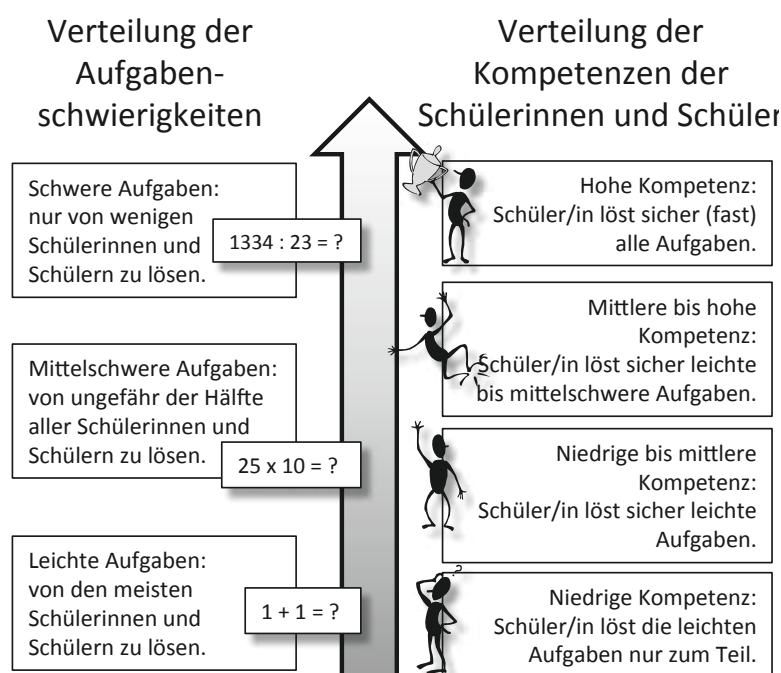 Verteilung der
Aufgaben-
schwierigkeiten
Schwere Aufgaben:
nur von wenigen
Schülerinnen und
Schülern zu lösen.
1334 : 23 = ?
Mittelschwere Aufgaben:
von ungefähr der Hälfte
aller Schülerinnen und
Schülern zu lösen.
25 x 10 = ?
Leichte Aufgaben:
von den meisten
Schülerinnen und
Schülern zu lösen.
1 + 1 = ?
Verteilung der
Kompetenzen der
Schülerinnen und Schüler
Hohe Kompetenz:
Schüler/in löst sicher (fast)
alle Aufgaben.
Mittlere bis hohe
Kompetenz:
Schüler/in löst sicher leichte
bis mittelschwere Aufgaben.
Niedrige bis mittlere
Kompetenz:
Schüler/in löst sicher leichte
Aufgaben.
?
Niedrige Kompetenz:
Schüler/in löst die leichten
Aufgaben nur zum Teil.